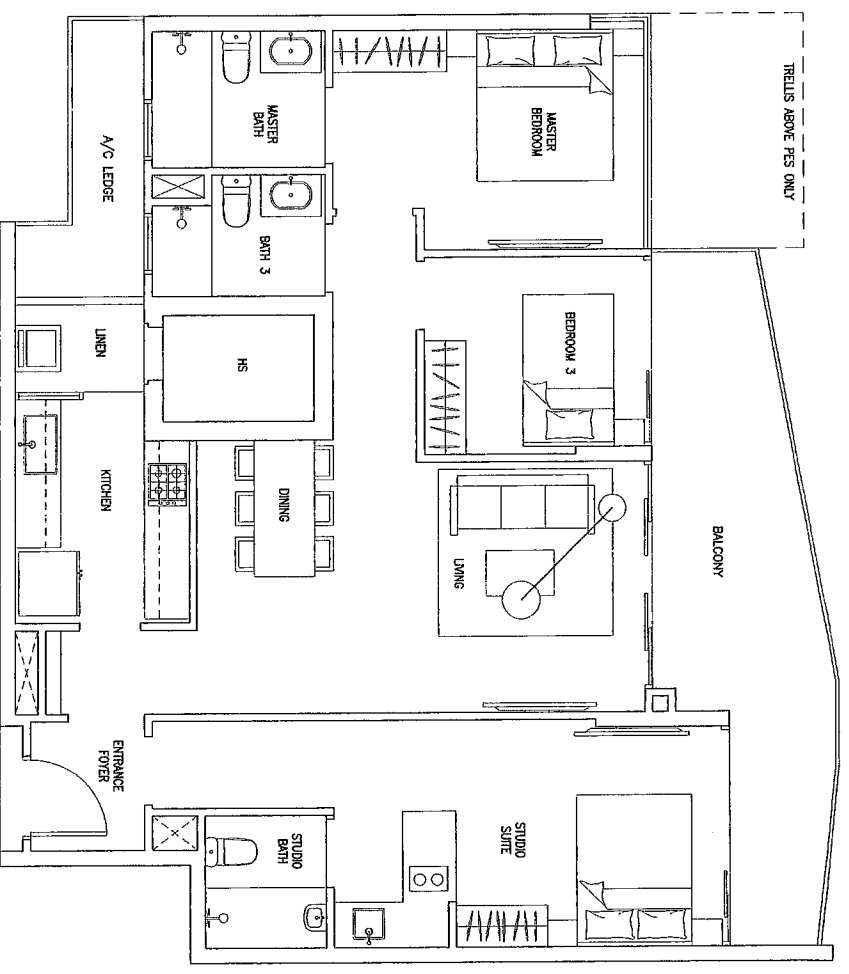 TRELLIS ABOVE PES ONLY
MASTER
BEDROOM
MASTER
BATH
A/C LEDGE
BATH 3
BEDROOM 3
HS
LINEN
BALCONY
LIVING
DINING
KITCHEN
ENTRANCE
FOYER
STUDIO
SUITE
STUDIO
BATH